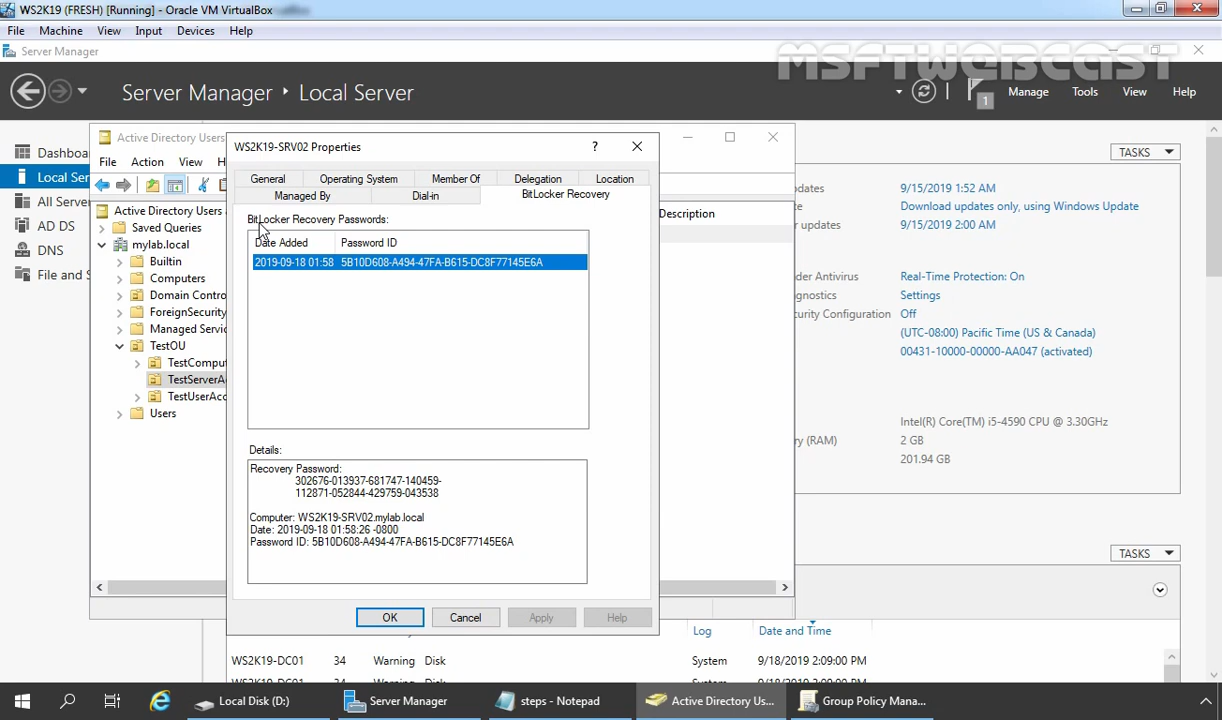 WS2K19 (FRESH) [Running] - Oracle VM VirtualBox
File Machine View Input Devices Help
Server Manager
MSFTWEBCAST
Server Manager • Local Server
1
Manage Tools View Help
Dashboa
Local Ser
All Serve
AD DS
DNS
File and S
Active Directory Users
File Action View H
Active Directory Users a
Saved Queries
mylab.local
Builtin
Computers
Domain Contro
ForeignSecurity
Managed Servic
TestOU
TestComput
TestServerA
TestUserAcc
Users
WS2K19-SRV02 Properties
?
General Operating System Member Of Delegation Location
Managed By Dial-in BitLocker Recovery
BitLocker Recovery Passwords:
Date Added Password ID
2019-09-18 01:58 5B10D608-A494-47FA-B615-DC8F77145E6A
Details:
Recovery Password:
302676-013937-681747-140459-
112871-052844-429759-043538
Computer: WS2K19-SRV02.mylab.local
Date: 2019-09-18 01:58:26 -0800
Password ID: 5B10D608-A494-47FA-B615-DC8F77145E6A
OK Cancel Apply Help
Description
TASKS
pdates 9/15/2019 1:52 AM
Download updates only, using Windows Update
r updates 2/15/2019 2:00 AM
der Antivirus Real-Time Protection: On
gnostics Settings
curity Configuration Off
(UTC-08:00) Pacific Time (US & Canada)
00431-10000-00000-AA047 (activated)
Intel(R) Core(TM) i5-4590 CPU @ 3.30GHz
ry (RAM) 2 GB
201.94 GB
TASKS
Log Date and Time
WS2K19-DC01 34 Warning Disk System 9/18/2019 2:09:00 PM
Local Disk (D:)
Server Manager
steps - Notepad
Active Directory Us...
Group Policy Mana...